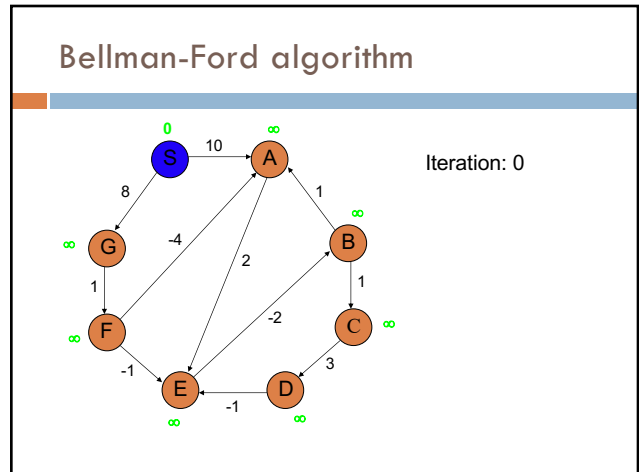 Bellman-Ford algorithm
0 ∞
S 10 A Iteration: 0
8 1 ∞
∞ G -4 2 B
1 1
-2 C ∞
∞ F
-1 3
E D
-1
∞ ∞